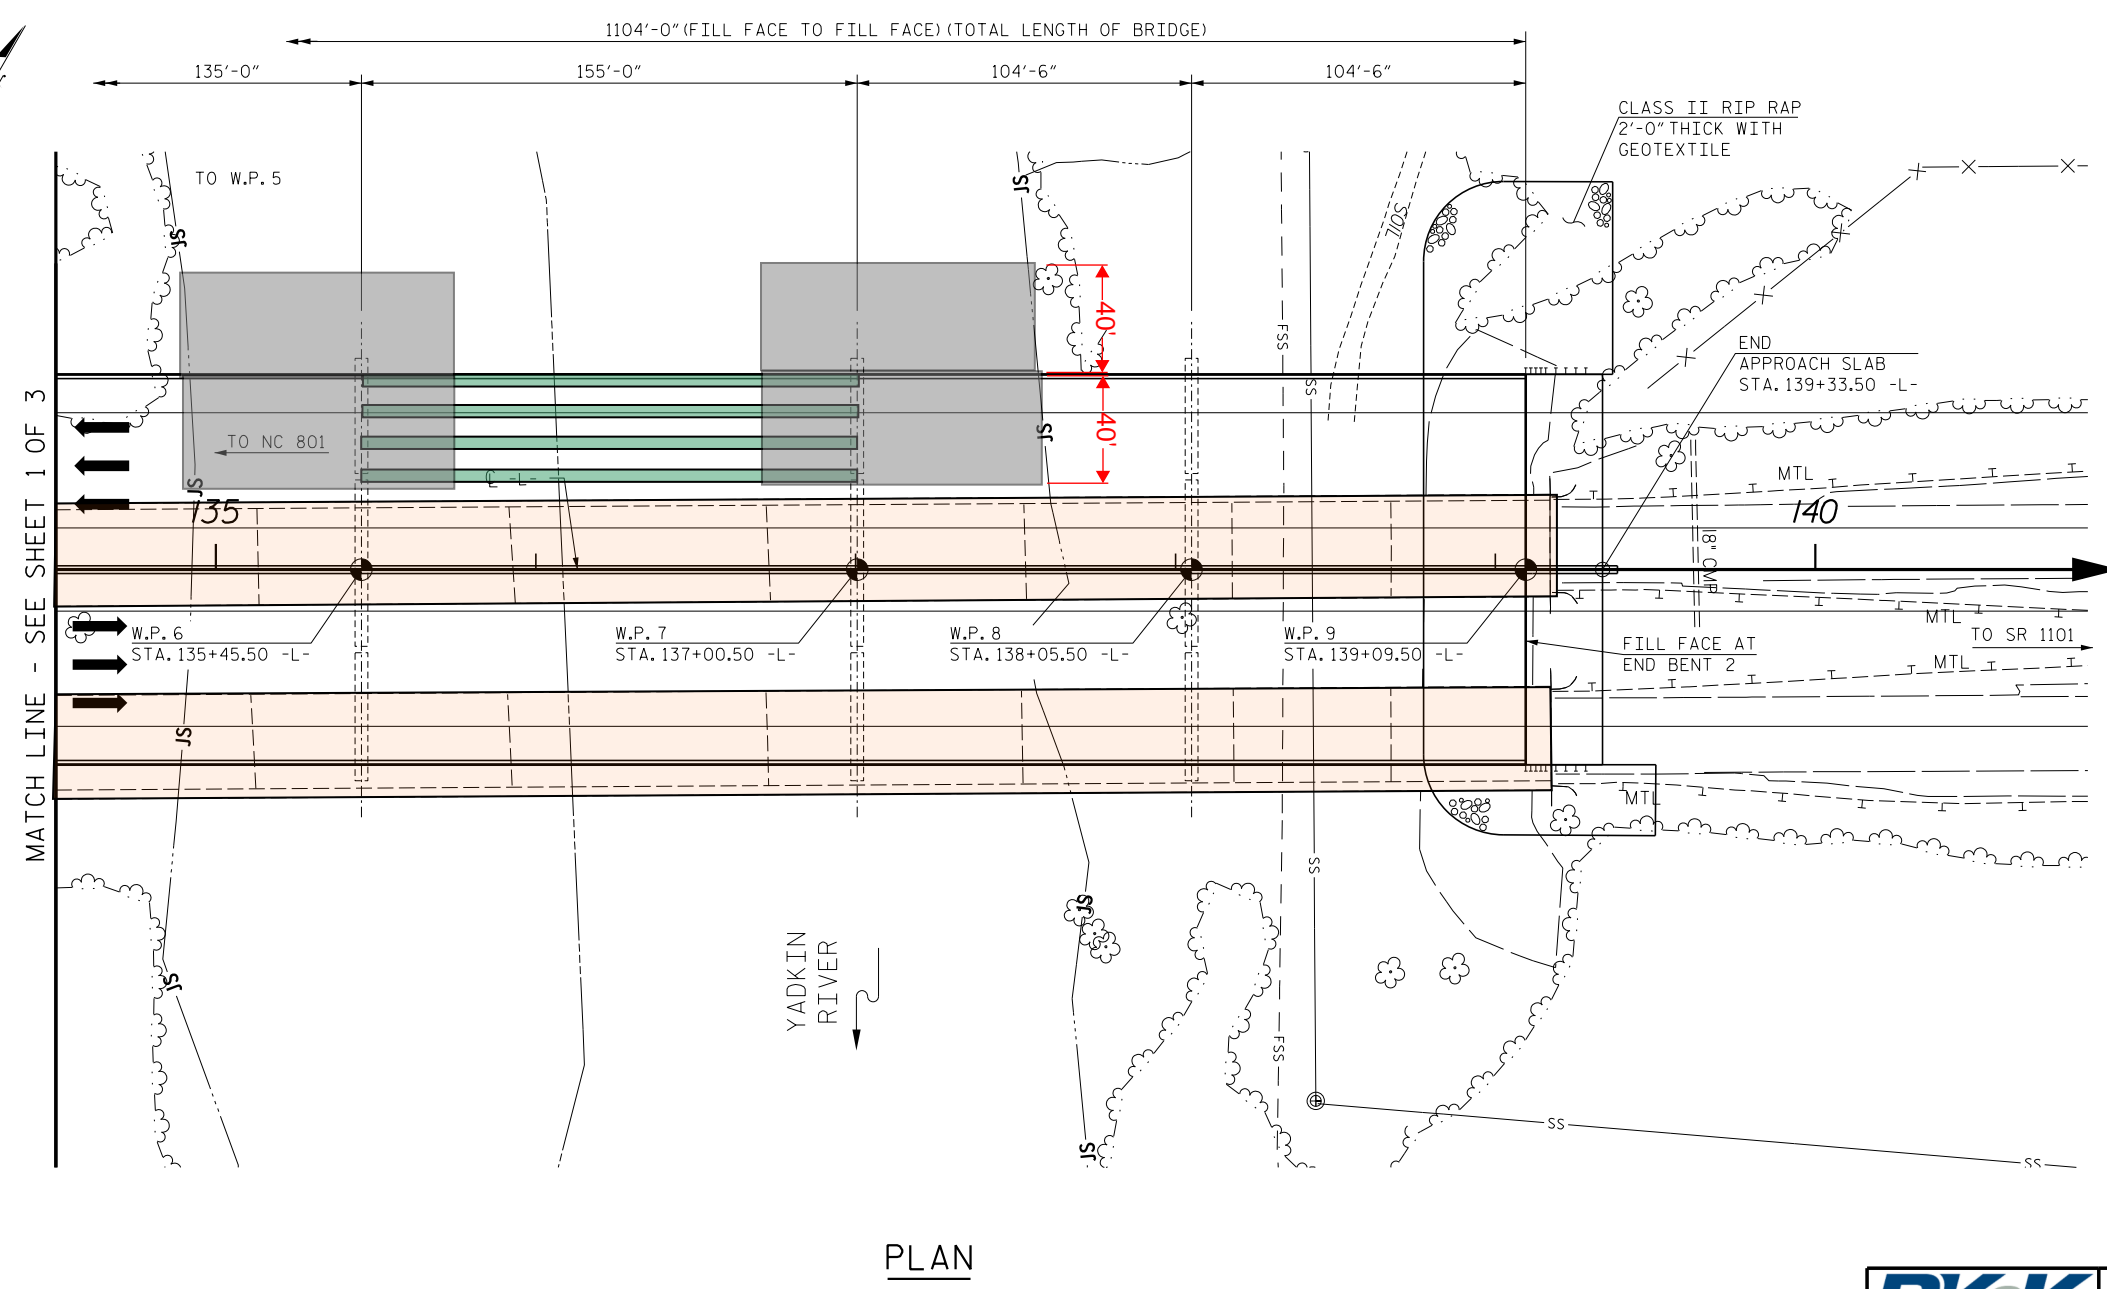 1104'-0" (FILL FACE TO FILL FACE) (TOTAL LENGTH OF BRIDGE)
135'-0"
155'-0"
104'-6"
104'-6"
CLASS II RIP RAP
2'-0" THICK WITH
GEOTEXTILE
TO W.P. 5
JS
JS
SOIL
40'
FSS
SS
END
APPROACH SLAB
STA. 139+33.50 -L-
MATCH LINE - SEE SHEET 1 OF 3
TO NC 801
40'
JS
JS
℄ -L-
MTL
135
140
18" CMP
W.P. 6
STA. 135+45.50 -L-
W.P. 7
STA. 137+00.50 -L-
W.P. 8
STA. 138+05.50 -L-
W.P. 9
STA. 139+09.50 -L-
MTL
TO SR 1101
FILL FACE AT
END BENT 2
MTL
JS
MTL
SS
JS
YADKIN
RIVER
JS
FSS
SS
JS
SS
PLAN